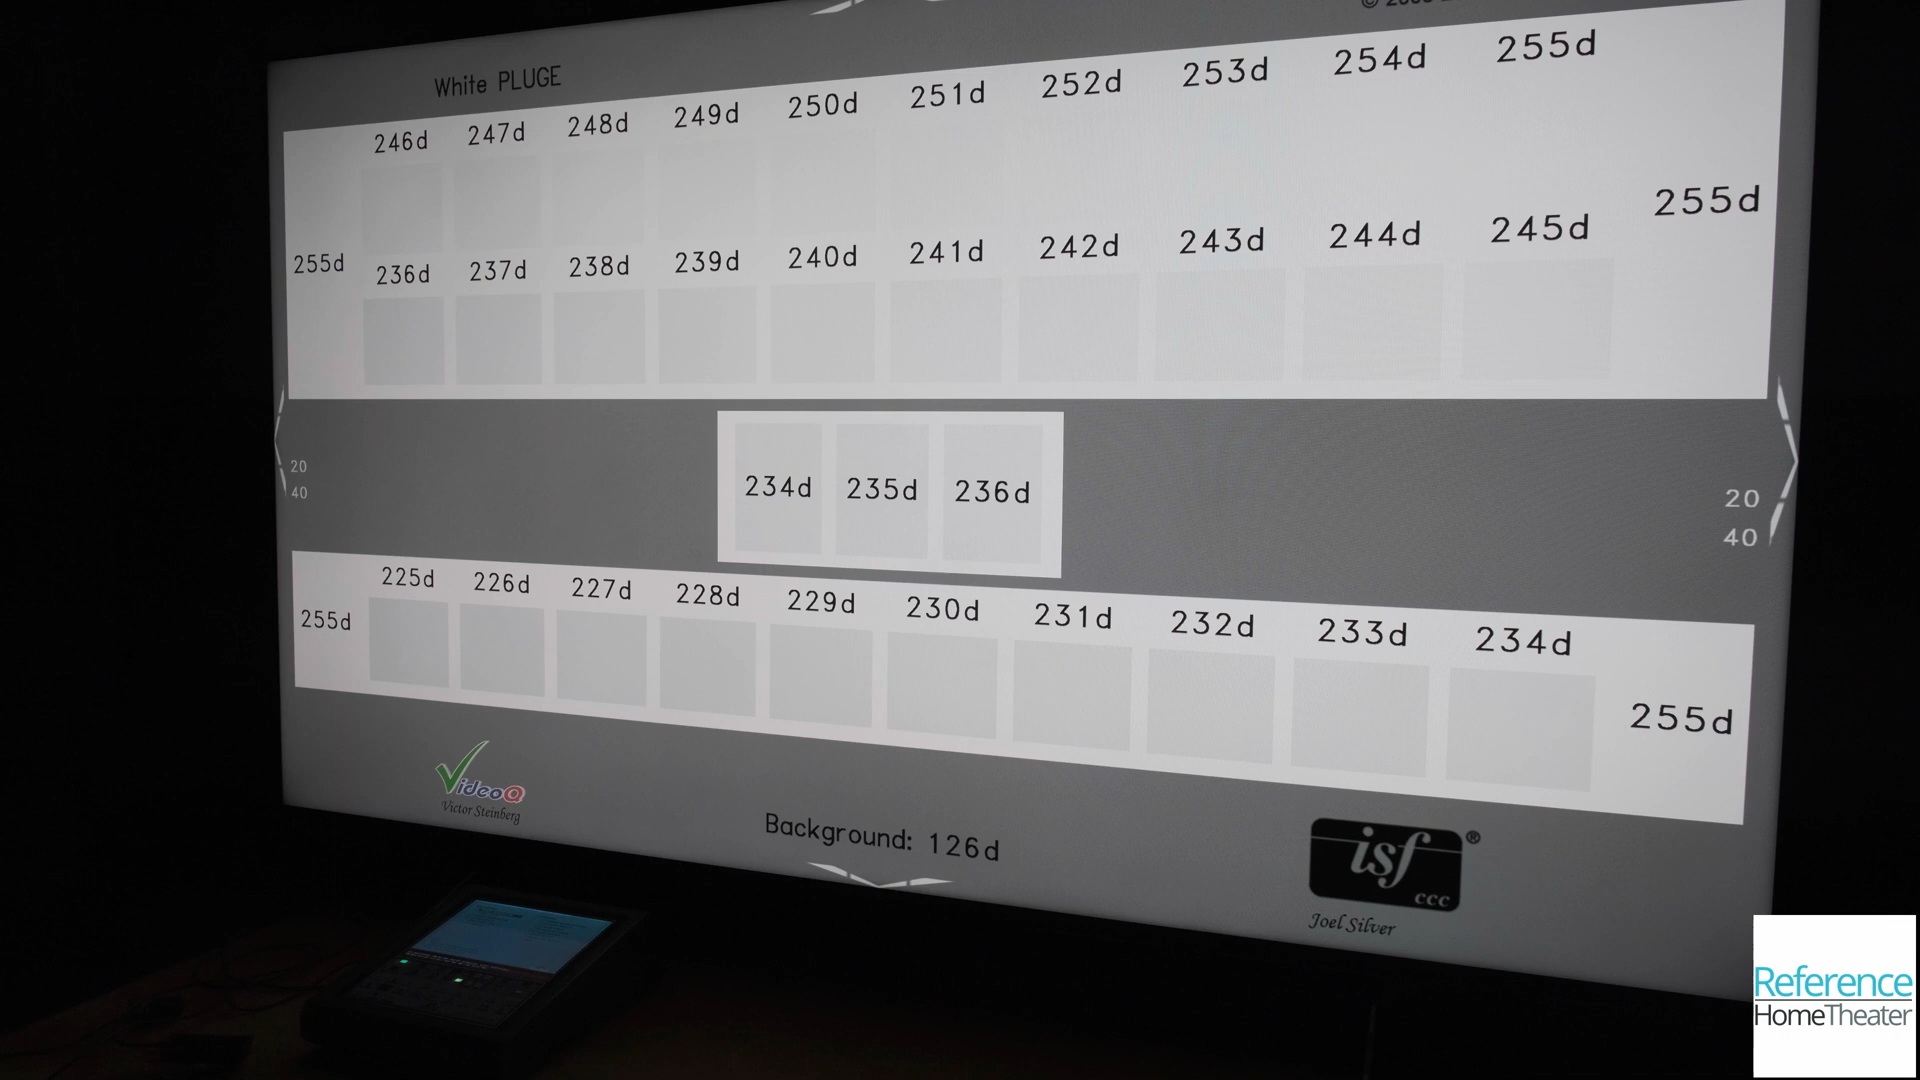 White PLUGE
246d 247d 248d 249d 250d 251d 252d 253d 254d 255d
255d 255d
236d 237d 238d 239d 240d 241d 242d 243d 244d 245d
20 20
40 40
234d 235d 236d
225d 226d 227d 228d 229d 230d 231d 232d 233d 234d
255d 255d
VideoQ
Victor Steinberg
Background: 126d
isf ®
ccc
Joel Silver
Reference
HomeTheater